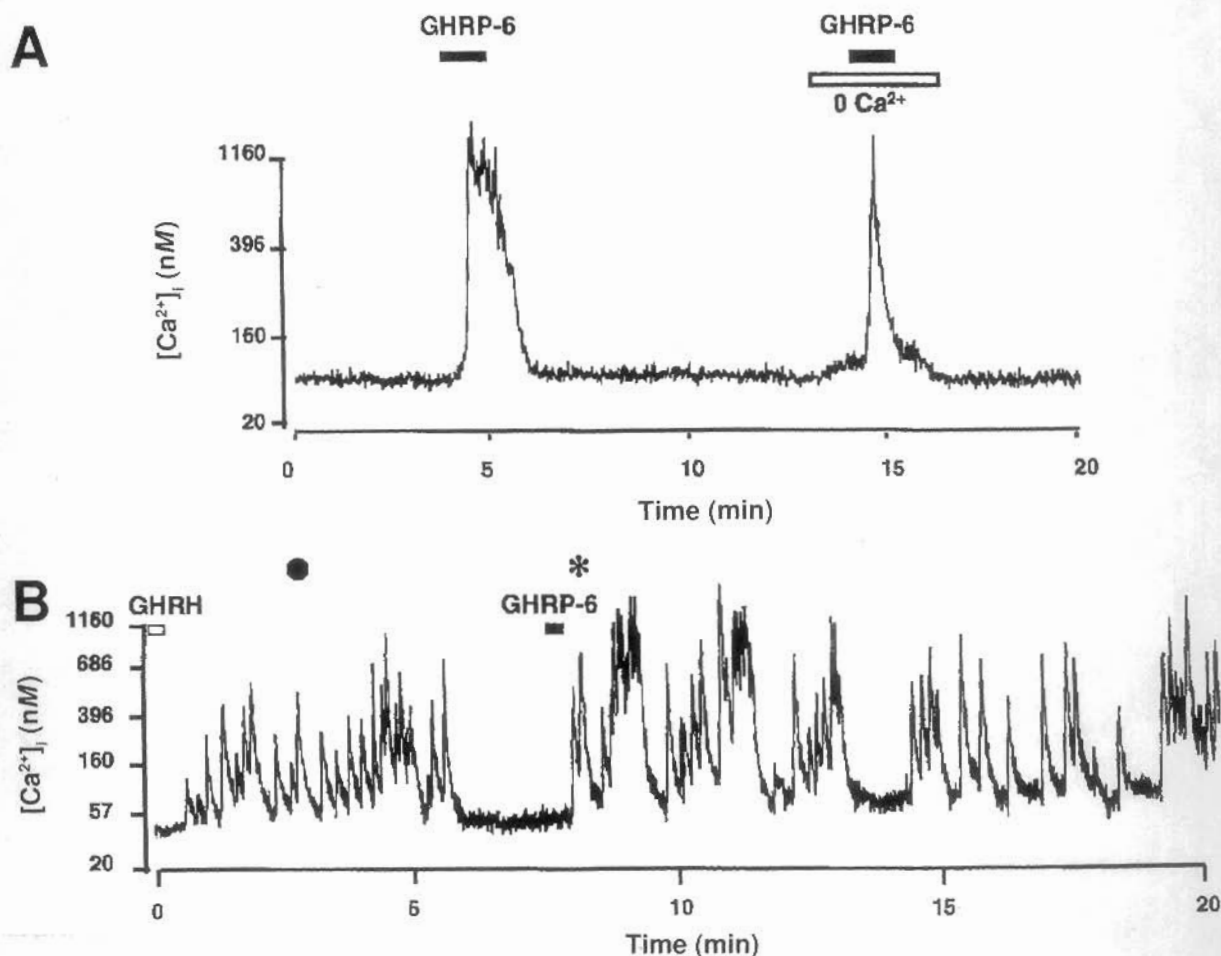 A
GHRP-6
GHRP-6
0 Ca²⁺
1160
396
160
20
[Ca²⁺]ᵢ (nM)
0 5 10 15 20
Time (min)
B
GHRH
GHRP-6
*
1160
686
396
160
57
20
[Ca²⁺]ᵢ (nM)
0 5 10 15 20
Time (min)